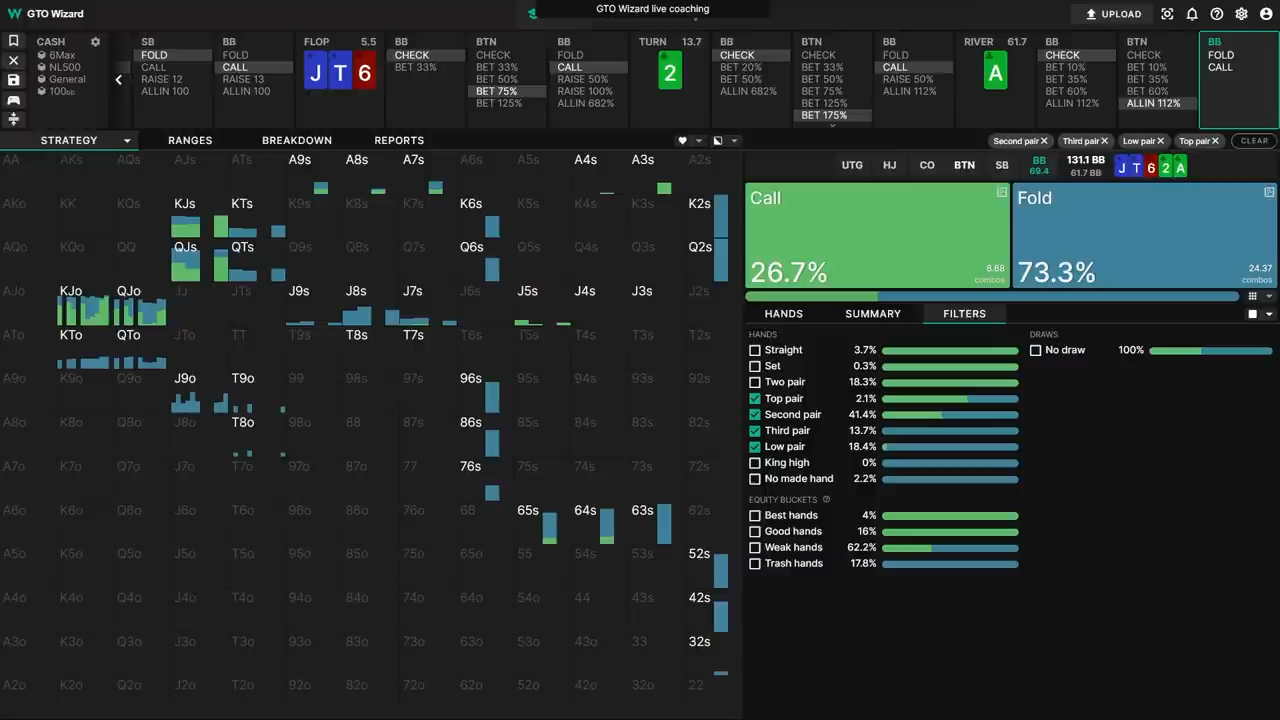 GTO Wizard live coaching
W GTO Wizard
UPLOAD
CASH
6Max
NL500
General
100BB
SB
FOLD
CALL
RAISE 12
ALLIN 100
BB
FOLD
CALL
RAISE 13
ALLIN 100
FLOP 5.5
J T 6
BB
CHECK
BET 33%
BTN
CHECK
BET 33%
BET 50%
BET 75%
BET 125%
BB
FOLD
CALL
RAISE 50%
RAISE 100%
ALLIN 682%
TURN 13.7
2
BB
CHECK
BET 20%
BET 50%
ALLIN 682%
BTN
CHECK
BET 33%
BET 50%
BET 75%
BET 125%
BET 175%
BB
FOLD
CALL
RAISE 50%
ALLIN 112%
RIVER 61.7
A
BB
CHECK
BET 10%
BET 35%
BET 60%
ALLIN 112%
BTN
CHECK
BET 10%
BET 35%
BET 60%
ALLIN 112%
BB
FOLD
CALL
STRATEGY RANGES BREAKDOWN REPORTS
Second pair Third pair Low pair Top pair CLEAR
AA AKs AQs AJs ATs A9s A8s A7s A6s A5s A4s A3s A2s
AKo KK KQs KJs KTs K9s K8s K7s K6s K5s K4s K3s K2s
AQo KQo QQ QJs QTs Q9s Q8s Q7s Q6s Q5s Q4s Q3s Q2s
AJo KJo QJo JJ JTs J9s J8s J7s J6s J5s J4s J3s J2s
ATo KTo QTo JTo TT T9s T8s T7s T6s T5s T4s T3s T2s
A9o K9o Q9o J9o T9o 99 98s 97s 96s 95s 94s 93s 92s
A8o K8o Q8o J8o T8o 98o 88 87s 86s 85s 84s 83s 82s
A7o K7o Q7o J7o T7o 97o 87o 77 76s 75s 74s 73s 72s
A6o K6o Q6o J6o T6o 96o 86o 76o 66 65s 64s 63s 62s
A5o K5o Q5o J5o T5o 95o 85o 75o 65o 55 54s 53s 52s
A4o K4o Q4o J4o T4o 94o 84o 74o 64o 54o 44 43s 42s
A3o K3o Q3o J3o T3o 93o 83o 73o 63o 53o 43o 33 32s
A2o K2o Q2o J2o T2o 92o 82o 72o 62o 52o 42o 32o 22
UTG HJ CO BTN SB BB 69.4 131.1 BB 61.7 BB J T 6 2 A
Call
26.7%
8.88
combos
Fold
73.3%
24.37
combos
HANDS SUMMARY FILTERS
HANDS
Straight 3.7%
Set 0.3%
Two pair 18.3%
Top pair 2.1%
Second pair 41.4%
Third pair 13.7%
Low pair 18.4%
King high 0%
No made hand 2.2%
EQUITY BUCKETS
Best hands 4%
Good hands 16%
Weak hands 62.2%
Trash hands 17.8%
DRAWS
No draw 100%